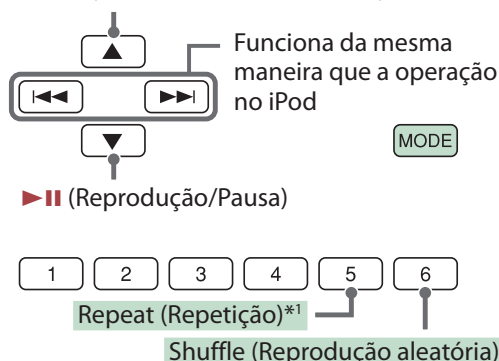 Funciona da mesma
maneira que a operação
no iPod
MODE
(Reprodução/Pausa)
1 2 3 4 5 6
Repeat (Repetição)*1
Shuffle (Reprodução aleatória)